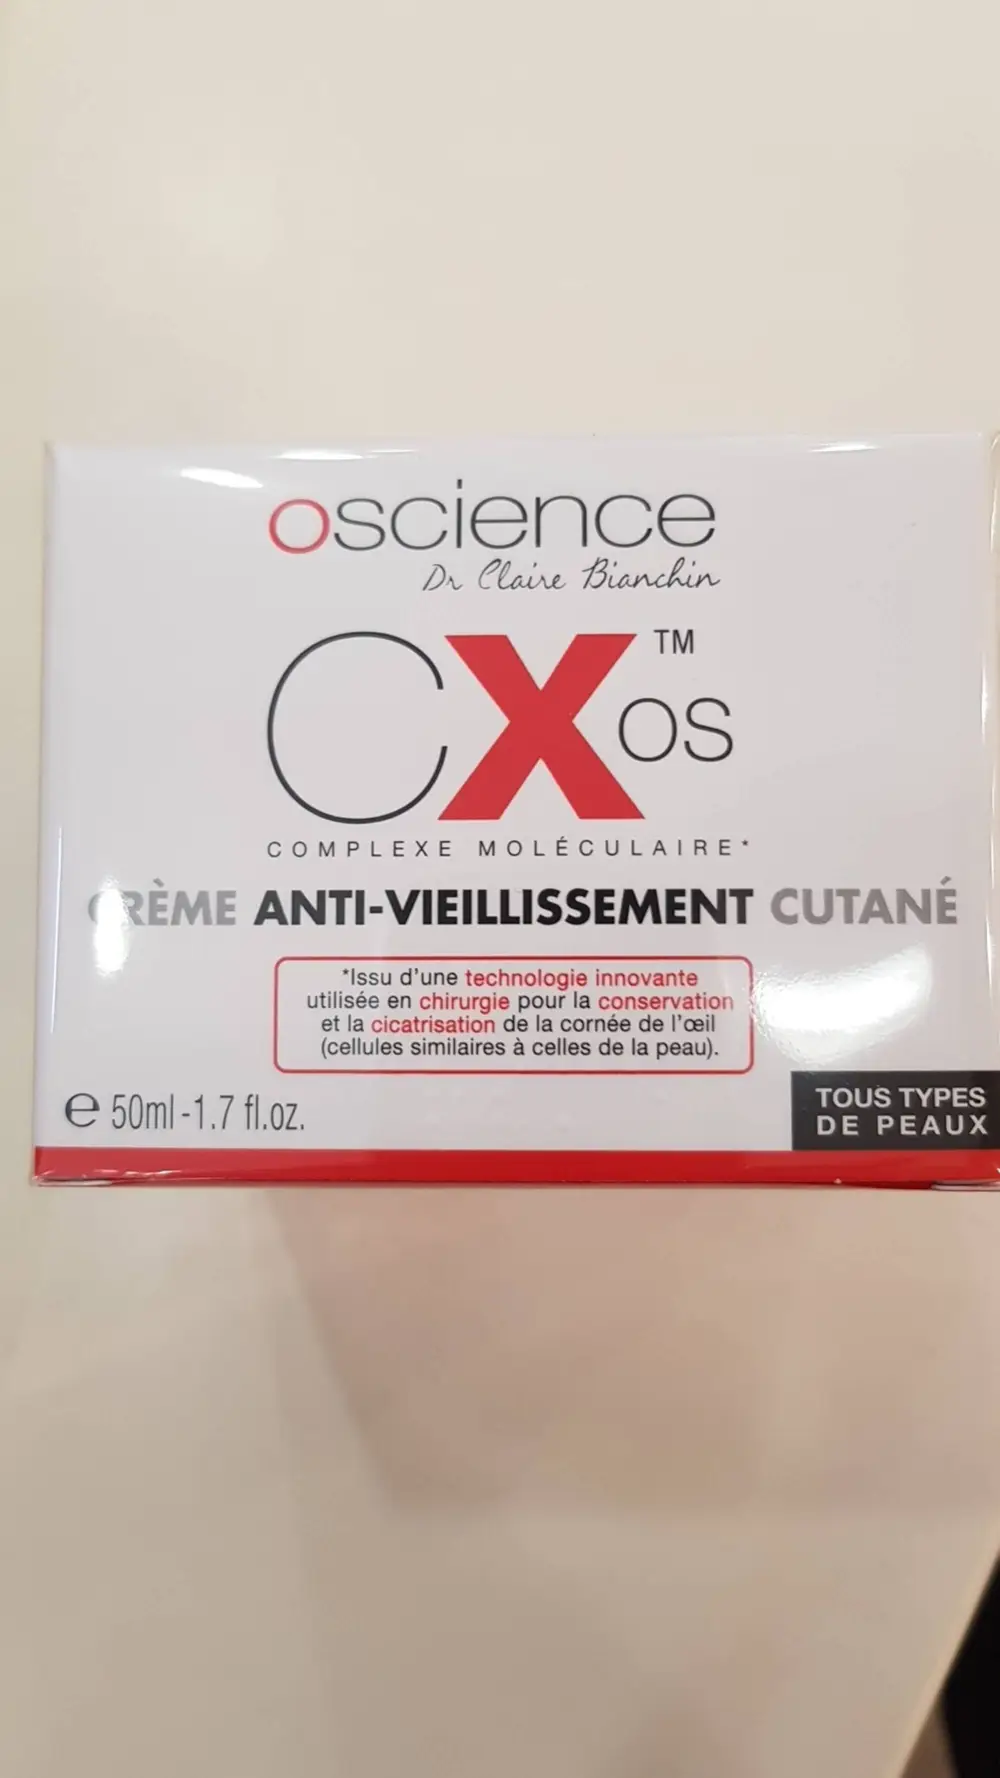 oscience
Dr Claire Bianchin
CX™os
COMPLEXE MOLÉCULAIRE*
CRÈME ANTI-VIEILLISSEMENT CUTANÉ
*Issu d'une technologie innovante
utilisée en chirurgie pour la conservation
et la cicatrisation de la cornée de l'œil
(cellules similaires à celles de la peau).
e 50ml-1.7 fl.oz.
TOUS TYPES
DE PEAUX